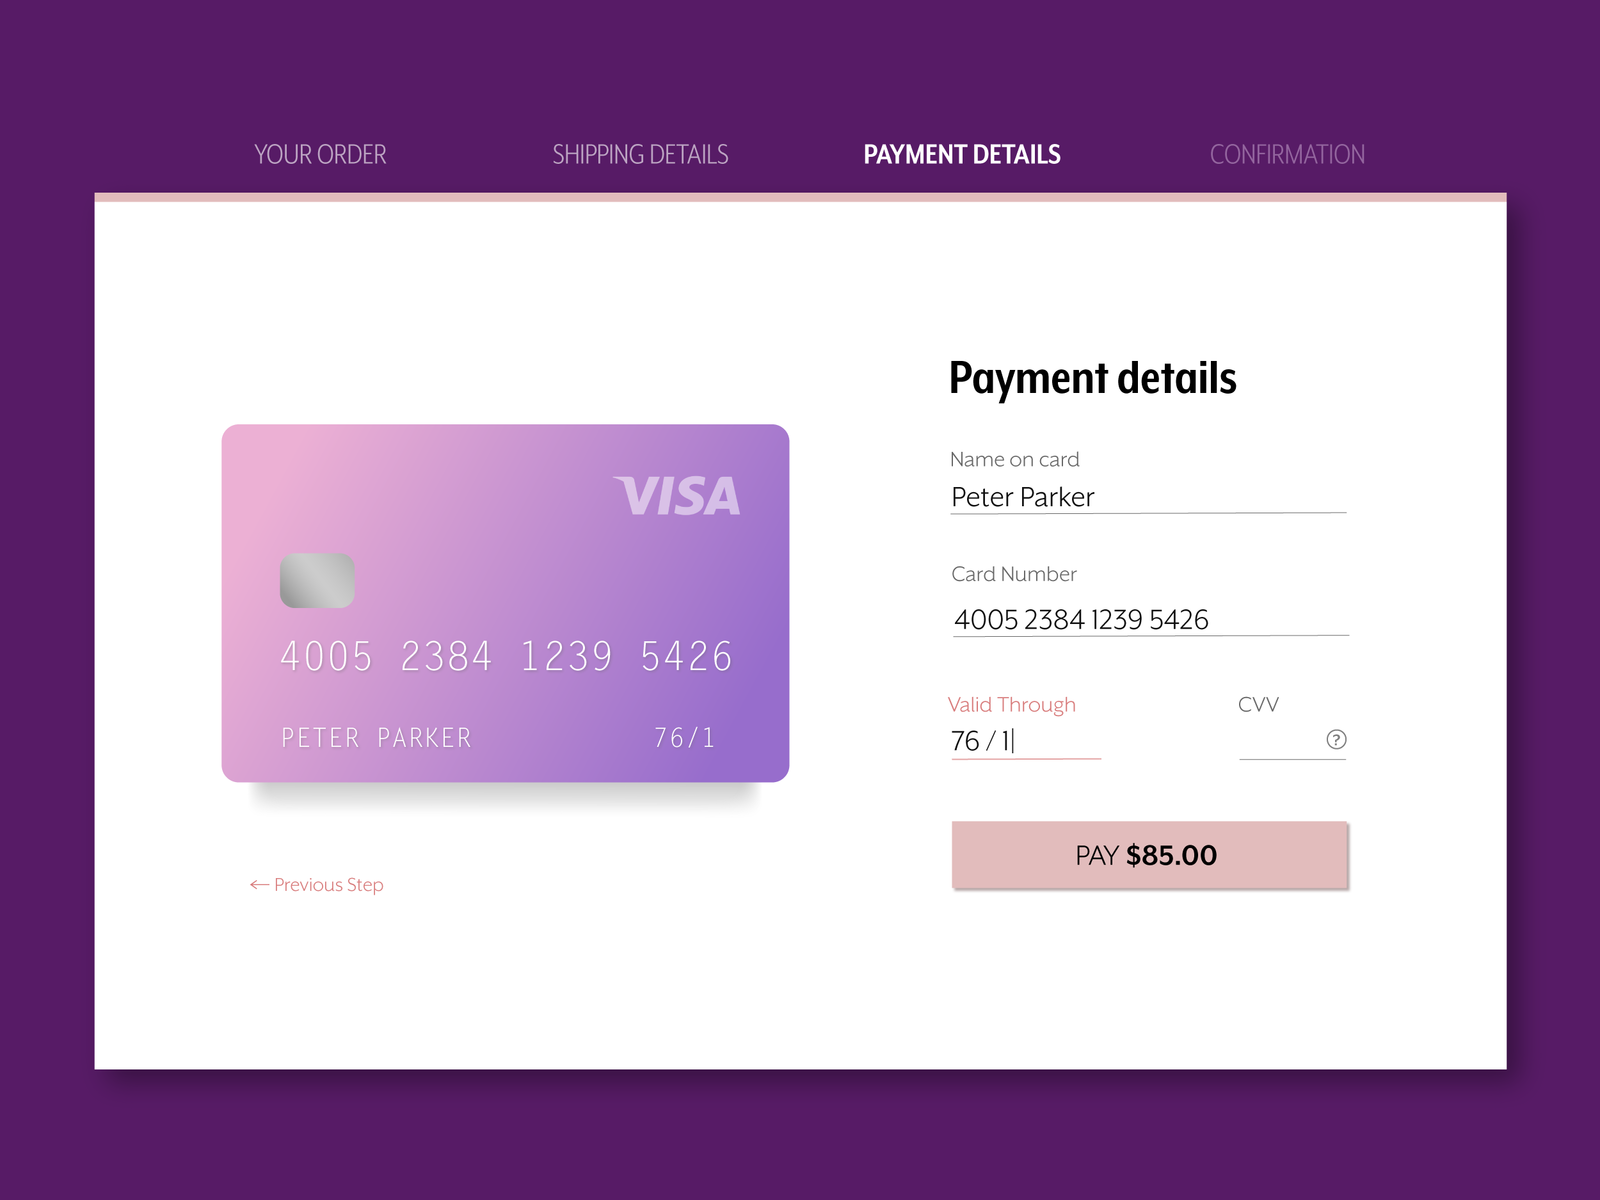 YOUR ORDER
SHIPPING DETAILS
PAYMENT DETAILS
CONFIRMATION
VISA
4005 2384 1239 5426
PETER PARKER 76/1
← Previous Step
Payment details
Name on card
Peter Parker
Card Number
4005 2384 1239 5426
Valid Through
76 / 1
CVV
?
PAY $85.00